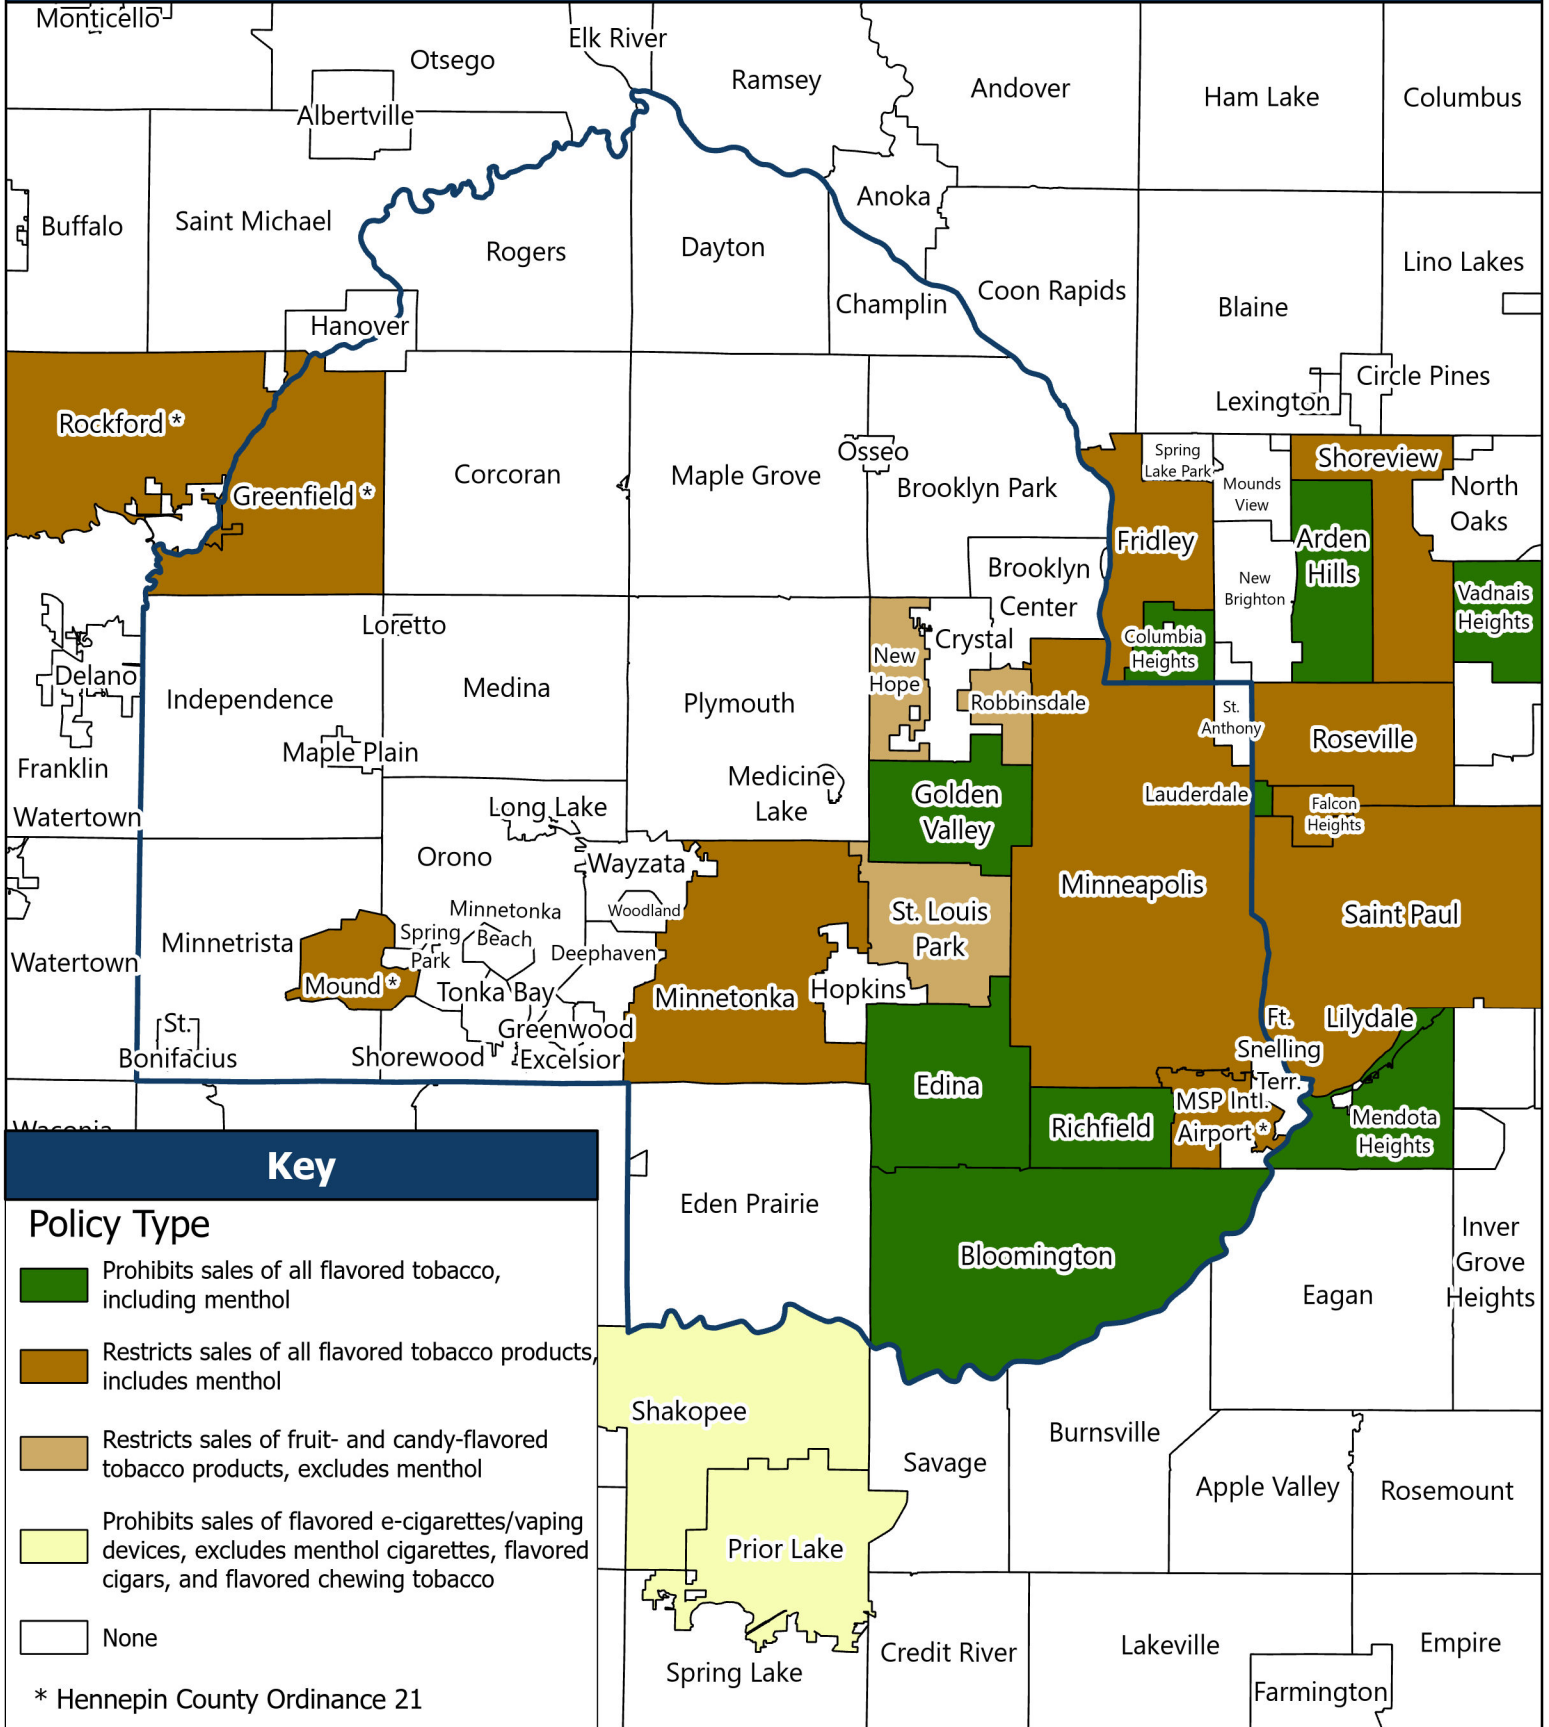 Monticello
Otsego
Elk River
Ramsey
Andover
Ham Lake
Columbus
Albertville
Anoka
Buffalo
Saint Michael
Rogers
Dayton
Lino Lakes
Champlin
Coon Rapids
Blaine
Hanover
Circle Pines
Lexington
Rockford *
Greenfield *
Corcoran
Maple Grove
Osseo
Brooklyn Park
Spring
Lake Park
Mounds
View
Shoreview
North
Oaks
Fridley
Arden
Hills
Brooklyn
Center
New
Brighton
Vadnais
Heights
Loretto
Crystal
Columbia
Heights
New
Hope
Delano
Independence
Medina
Plymouth
Robbinsdale
St.
Anthony
Roseville
Maple Plain
Franklin
Medicine
Lake
Golden
Valley
Lauderdale
Falcon
Heights
Watertown
Long Lake
Orono
Wayzata
Minneapolis
Woodland
St. Louis
Park
Saint Paul
Minnetonka
Beach
Spring
Park
Minnetrista
Deephaven
Watertown
Mound *
Tonka Bay
Minnetonka
Hopkins
Greenwood
Excelsior
Ft.
Snelling
Terr.
Lilydale
St.
Bonifacius
Shorewood
Edina
MSP Intl.
Airport *
Richfield
Mendota
Heights
Waconia
Eden Prairie
Bloomington
Inver
Grove
Heights
Eagan
Shakopee
Savage
Burnsville
Apple Valley
Rosemount
Prior Lake
Spring Lake
Credit River
Lakeville
Empire
Farmington
Key
Policy Type
Prohibits sales of all flavored tobacco,
including menthol
Restricts sales of all flavored tobacco products,
includes menthol
Restricts sales of fruit- and candy-flavored
tobacco products, excludes menthol
Prohibits sales of flavored e-cigarettes/vaping
devices, excludes menthol cigarettes, flavored
cigars, and flavored chewing tobacco
None
* Hennepin County Ordinance 21